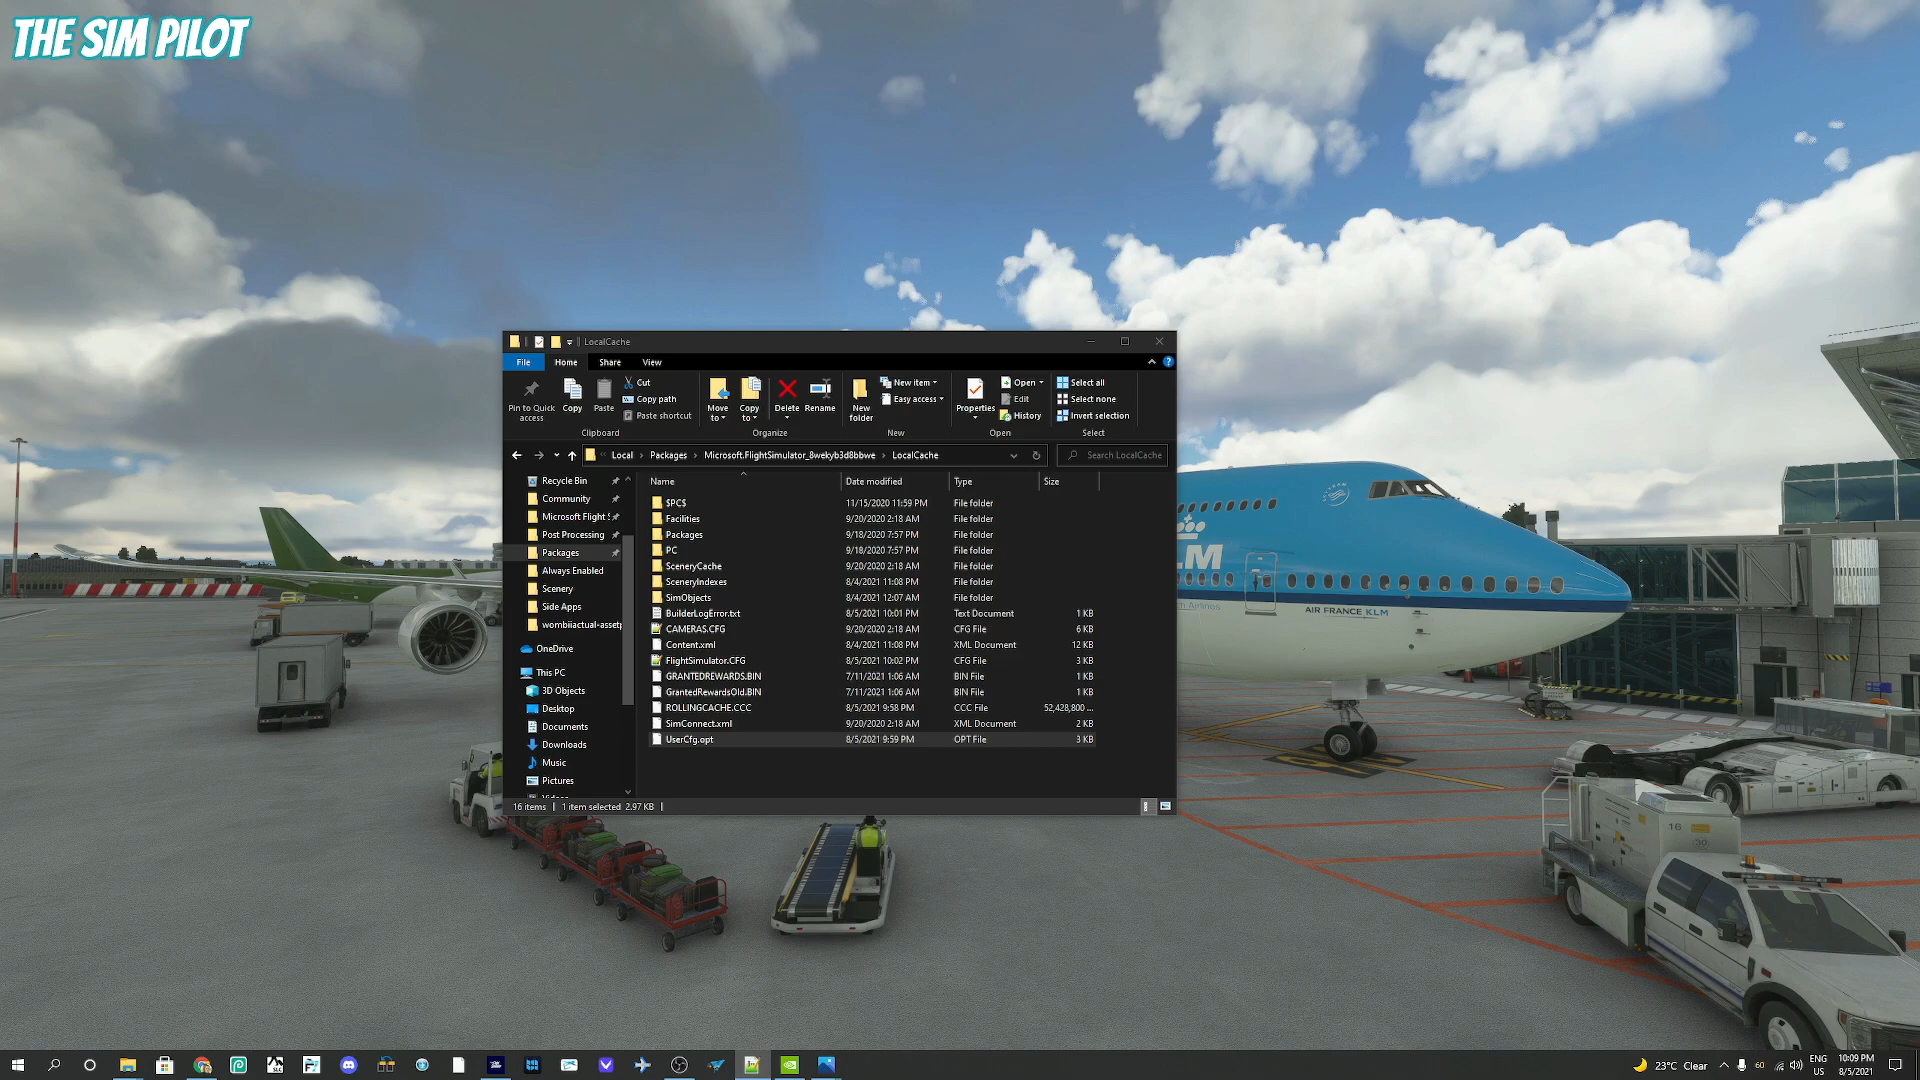 THE SIM PILOT
LocalCache
File Home Share View
Pin to Quick access
Copy
Paste
Cut
Copy path
Paste shortcut
Move to
Copy to
Delete
Rename
New folder
New item
Easy access
Properties
Open
Edit
History
Select all
Select none
Invert selection
Clipboard Organize New Open Select
Local > Packages > Microsoft.FlightSimulator_8wekyb3d8bbwe > LocalCache
Search LocalCache
Name Date modified Type Size
Recycle Bin
Community
Microsoft Flight S
Post Processing
Packages
Always Enabled
Scenery
Side Apps
wombiiactual-asset
OneDrive
This PC
3D Objects
Desktop
Documents
Downloads
Music
Pictures
$PC$ 11/15/2020 11:59 PM File folder
Facilities 9/20/2020 2:18 AM File folder
Packages 9/18/2020 7:57 PM File folder
PC 9/18/2020 7:57 PM File folder
SceneryCache 9/20/2020 2:18 AM File folder
SceneryIndexes 8/4/2021 11:08 PM File folder
SimObjects 8/4/2021 12:07 AM File folder
BuilderLogError.txt 8/5/2021 10:01 PM Text Document 1 KB
CAMERAS.CFG 9/20/2020 2:18 AM CFG File 6 KB
Content.xml 8/4/2021 11:08 PM XML Document 12 KB
FlightSimulator.CFG 8/5/2021 10:02 PM CFG File 3 KB
GRANTEDREWARDS.BIN 7/11/2021 1:06 AM BIN File 1 KB
GrantedRewardsOld.BIN 7/11/2021 1:06 AM BIN File 1 KB
ROLLINGCACHE.CCC 8/5/2021 9:58 PM CCC File 52,428,800 ...
SimConnect.xml 9/20/2020 2:18 AM XML Document 2 KB
UserCfg.opt 8/5/2021 9:59 PM OPT File 3 KB
16 items 1 item selected 2.97 KB
LM
AIR FRANCE KLM
16
30
23°C Clear
60
ENG
US
10:09 PM
8/5/2021